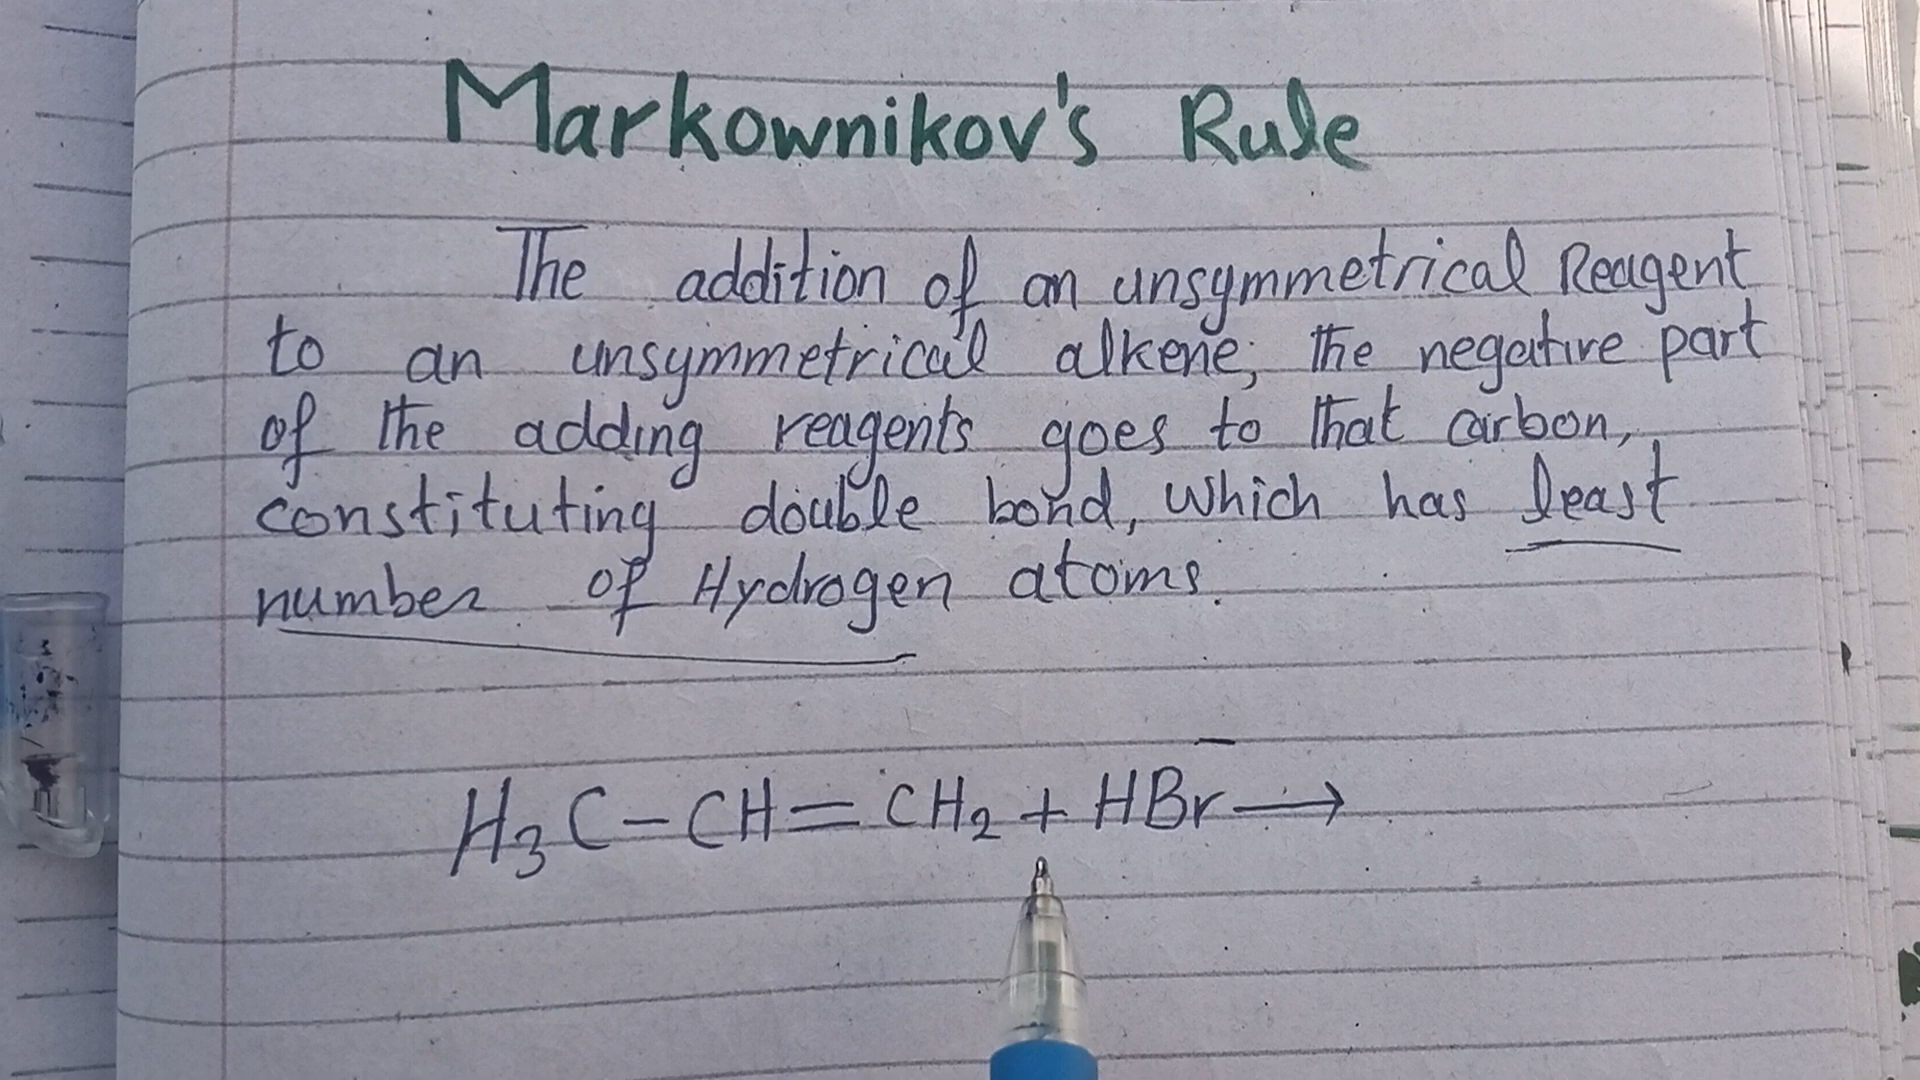 Markownikov's Rule
The addition of an unsymmetrical Reagent
to an unsymmetrical alkene; the negative part
of the adding reagents goes to that carbon,
constituting double bond, which has least
number of Hydrogen atoms.
H₃C-CH=CH₂ + HBr⟶